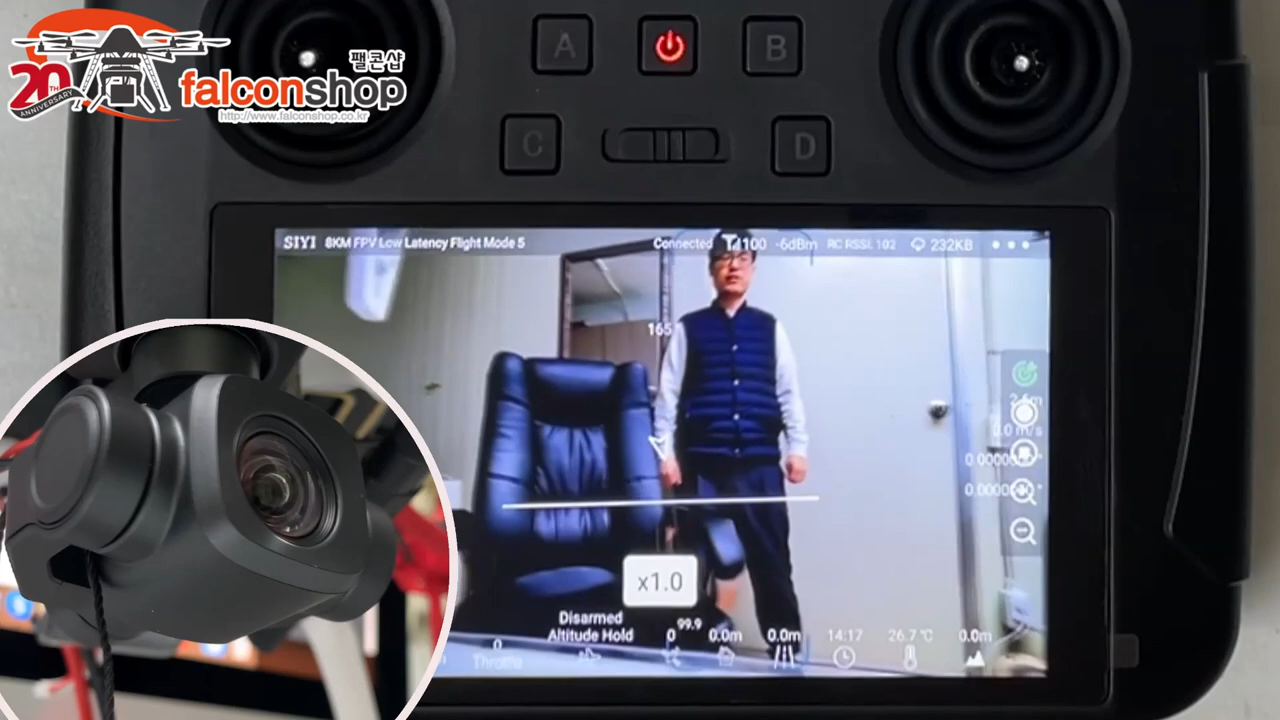 팰콘샵
20TH
ANNIVERSARY
falconshop
http://www.falconshop.co.kr
A
B
C
D
SIYI 8KM FPV Low Latency Flight Mode 5
Connected 100 -6dBm RC RSSI. 102 232KB
165
0.0 m/s
x1.0
Disarmed
Altitude Hold
99.9
0
0
0.0m
0.0m
14:17
26.7 ℃
0.0m
Throttle